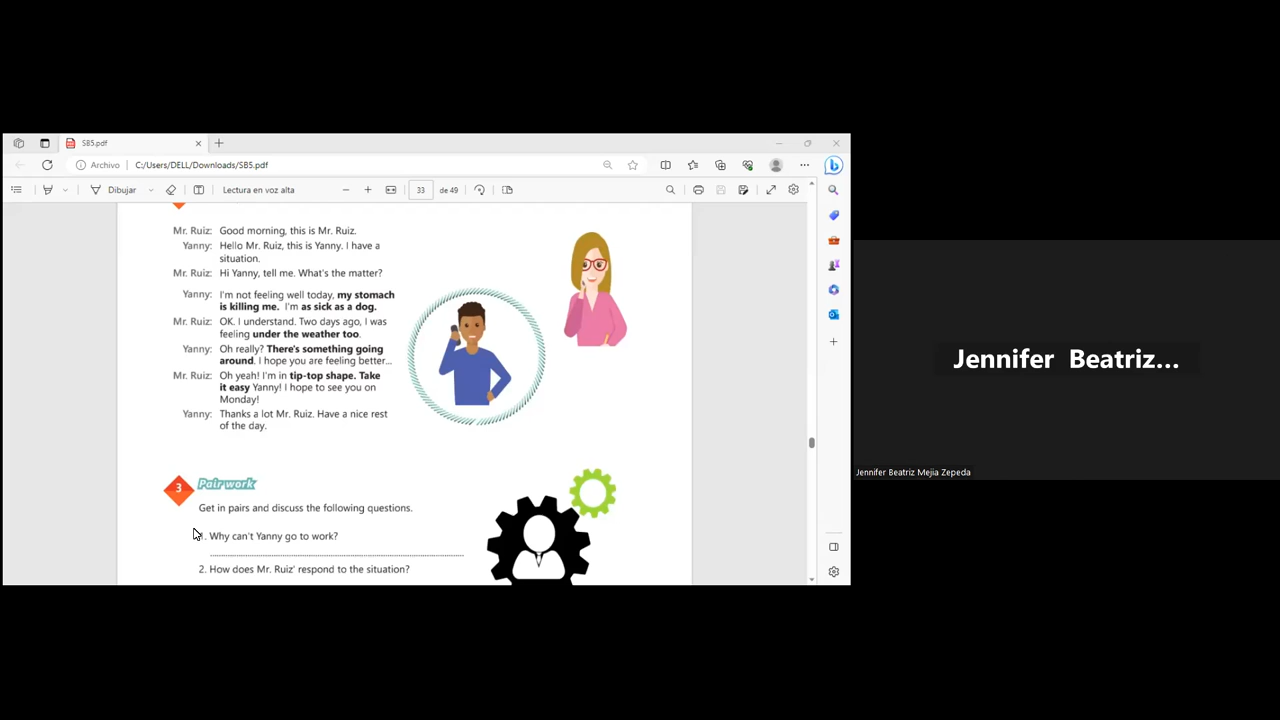 SB5.pdf
Archivo C:/Users/DELL/Downloads/SB5.pdf
Dibujar Lectura en voz alta 33 de 49
Mr. Ruiz: Good morning, this is Mr. Ruiz.
Yanny: Hello Mr. Ruiz, this is Yanny. I have a
situation.
Mr. Ruiz: Hi Yanny, tell me. What's the matter?
Yanny: I'm not feeling well today, my stomach
is killing me. I'm as sick as a dog.
Mr. Ruiz: OK. I understand. Two days ago, I was
feeling under the weather too.
Yanny: Oh really? There's something going
around. I hope you are feeling better...
Mr. Ruiz: Oh yeah! I'm in tip-top shape. Take
it easy Yanny! I hope to see you on
Monday!
Yanny: Thanks a lot Mr. Ruiz. Have a nice rest
of the day.
3 Pair work
Get in pairs and discuss the following questions.
1. Why can't Yanny go to work?
2. How does Mr. Ruiz' respond to the situation?
Jennifer Beatriz...
Jennifer Beatriz Mejia Zepeda